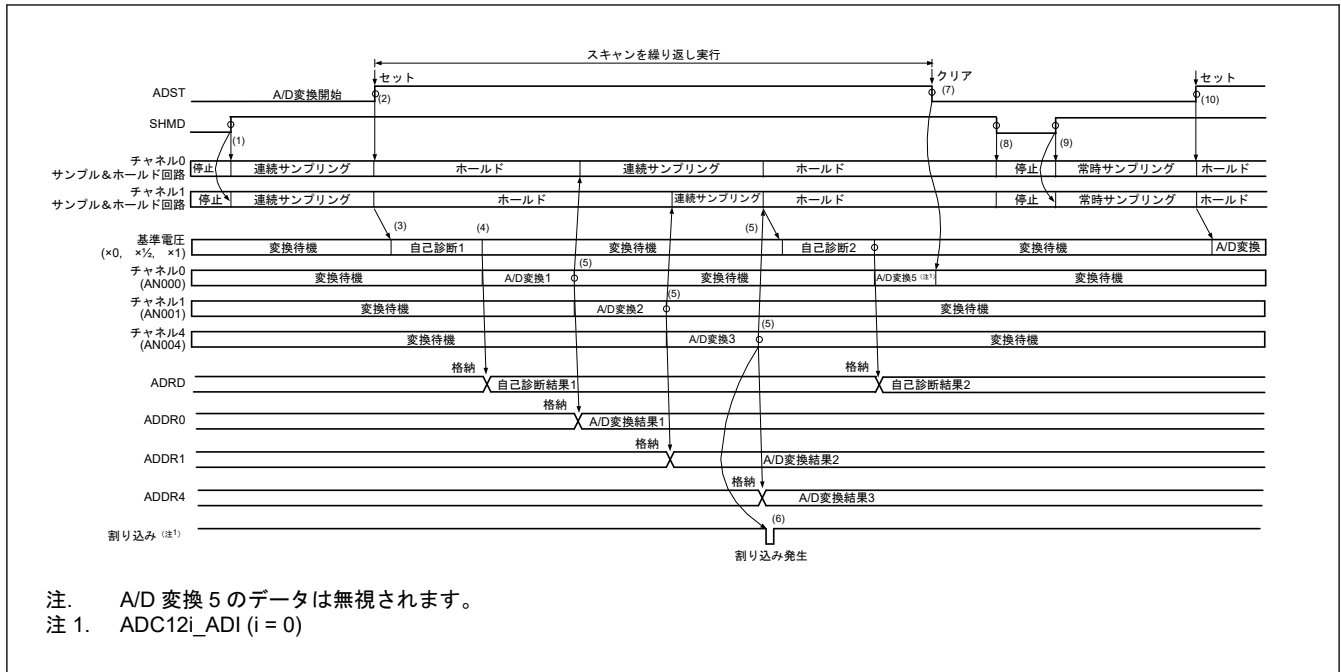 スキャンを繰り返し実行
セット
クリア
セット
ADST
A/D変換開始
(2)
(7)
(10)
SHMD
(1)
(8)
(9)
チャネル0
サンプル＆ホールド回路
停止
連続サンプリング
ホールド
連続サンプリング
ホールド
停止
常時サンプリング
ホールド
チャネル1
サンプル＆ホールド回路
停止
連続サンプリング
ホールド
連続サンプリング
ホールド
停止
常時サンプリング
ホールド
(3)
(4)
(5)
基準電圧
(×0, ×½, ×1)
変換待機
自己診断1
変換待機
自己診断2
変換待機
A/D変換
チャネル0
(AN000)
変換待機
A/D変換1
(5)
変換待機
A/D変換5 (注1)
変換待機
チャネル1
(AN001)
変換待機
A/D変換2
(5)
変換待機
チャネル4
(AN004)
変換待機
A/D変換3
(5)
変換待機
ADRD
格納
自己診断結果1
格納
自己診断結果2
ADDR0
格納
A/D変換結果1
ADDR1
格納
A/D変換結果2
ADDR4
格納
A/D変換結果3
割り込み (注1)
(6)
割り込み発生
注. A/D 変換 5 のデータは無視されます。
注 1. ADC12i_ADI (i = 0)